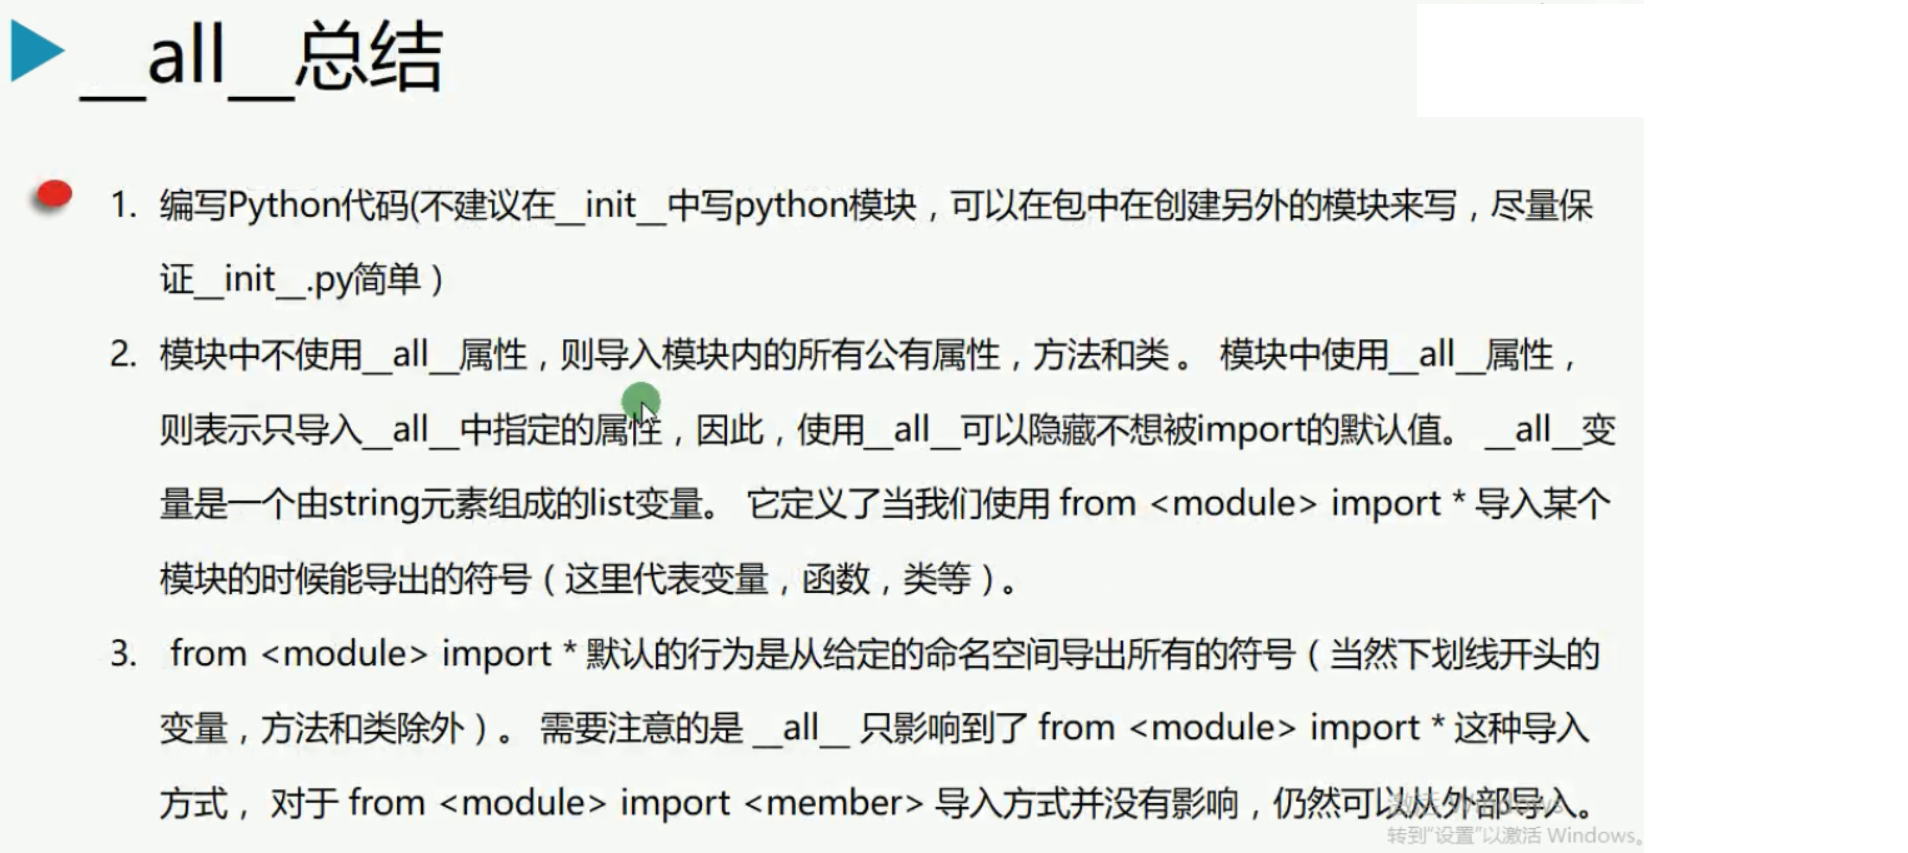 __all__总结
1. 编写Python代码(不建议在__init__中写python模块，可以在包中在创建另外的模块来写，尽量保
证__init__.py简单）
2. 模块中不使用__all__属性，则导入模块内的所有公有属性，方法和类 。 模块中使用__all__属性，
则表示只导入__all__中指定的属性，因此，使用__all__可以隐藏不想被import的默认值。 __all__变
量是一个由string元素组成的list变量。 它定义了当我们使用 from <module> import * 导入某个
模块的时候能导出的符号（这里代表变量，函数，类等）。
3. from <module> import * 默认的行为是从给定的命名空间导出所有的符号（当然下划线开头的
变量，方法和类除外）。 需要注意的是 __all__ 只影响到了 from <module> import * 这种导入
方式， 对于 from <module> import <member> 导入方式并没有影响，仍然可以从外部导入。
激活 Windows
转到"设置"以激活 Windows。